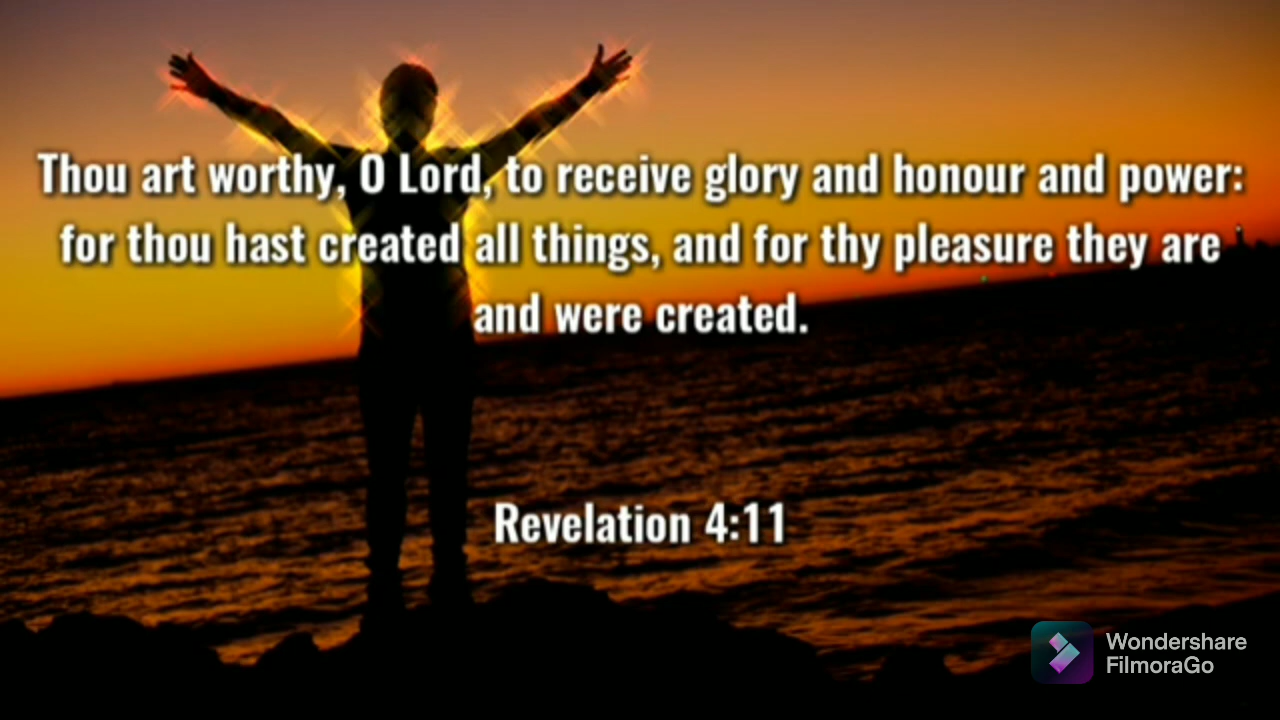 Thou art worthy, O Lord, to receive glory and honour and power:
for thou hast created all things, and for thy pleasure they are
and were created.
Revelation 4:11
Wondershare
FilmoraGo